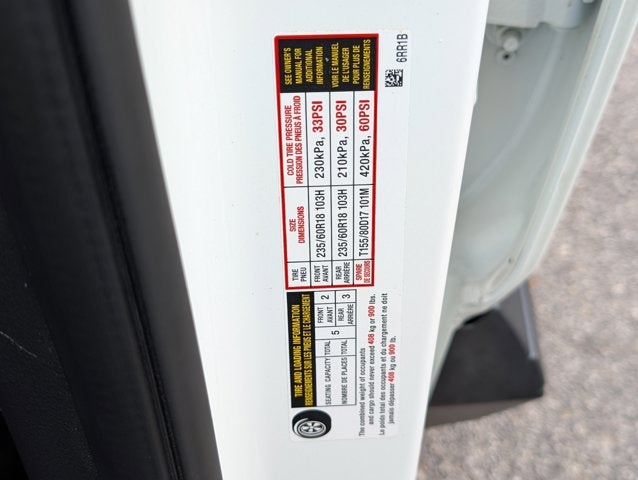 TIRE AND LOADING INFORMATION
RENSEIGNEMENTS SUR LES PNEUS ET LE CHARGEMENT
SEATING CAPACITY TOTAL 5 FRONT AVANT 2 REAR ARRIÈRE 3
NOMBRE DE PLACES TOTAL
The combined weight of occupants
and cargo should never exceed 408 kg or 900 lbs.
Le poids total des occupants et du chargement ne doit
jamais dépasser 408 kg ou 900 lb.
TIRE PNEU SIZE DIMENSIONS COLD TIRE PRESSURE PRESSION DES PNEUS À FROID
FRONT AVANT 235/60R18 103H 230kPa, 33PSI
REAR ARRIÈRE 235/60R18 103H 210kPa, 30PSI
SPARE DE SECOURS T155/80D17 101M 420kPa, 60PSI
SEE OWNER'S
MANUAL FOR
ADDITIONAL
INFORMATION
VOIR LE MANUEL
DE L'USAGER
POUR PLUS DE
RENSEIGNEMENTS
6RR1B